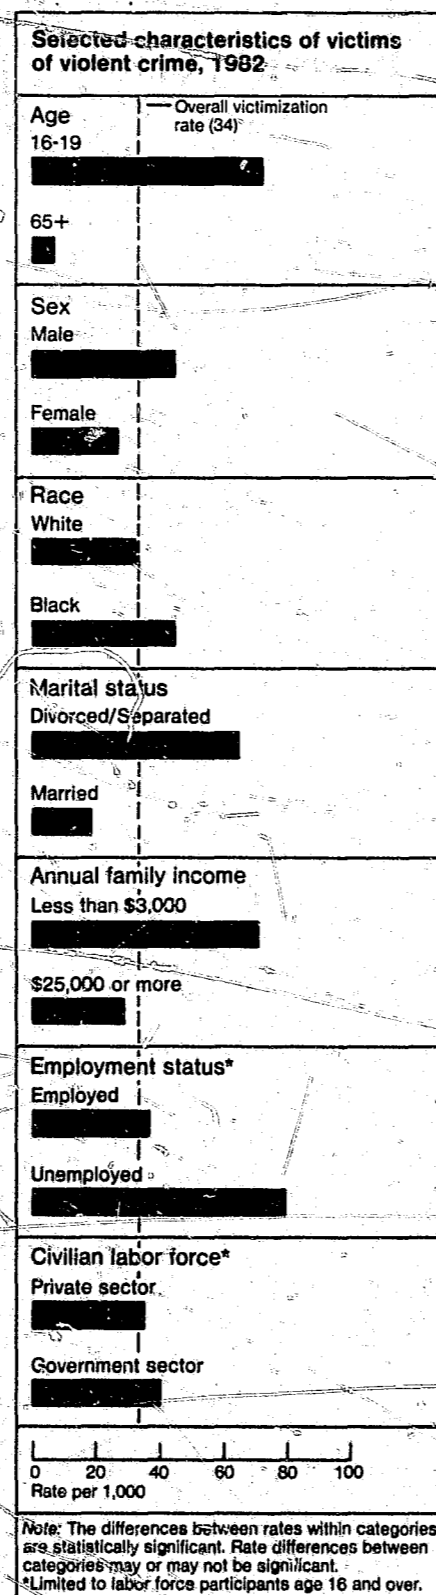 Selected characteristics of victims
of violent crime, 1982
Overall victimization
rate (34)
Age
16-19
65+
Sex
Male
Female
Race
White
Black
Marital status
Divorced/Separated
Married
Annual family income
Less than $3,000
$25,000 or more
Employment status*
Employed
Unemployed
Civilian labor force*
Private sector
Government sector
0 20 40 60 80 100
Rate per 1,000
Note: The differences between rates within categories
are statistically significant. Rate differences between
categories may or may not be significant.
*Limited to labor force participants age 16 and over.